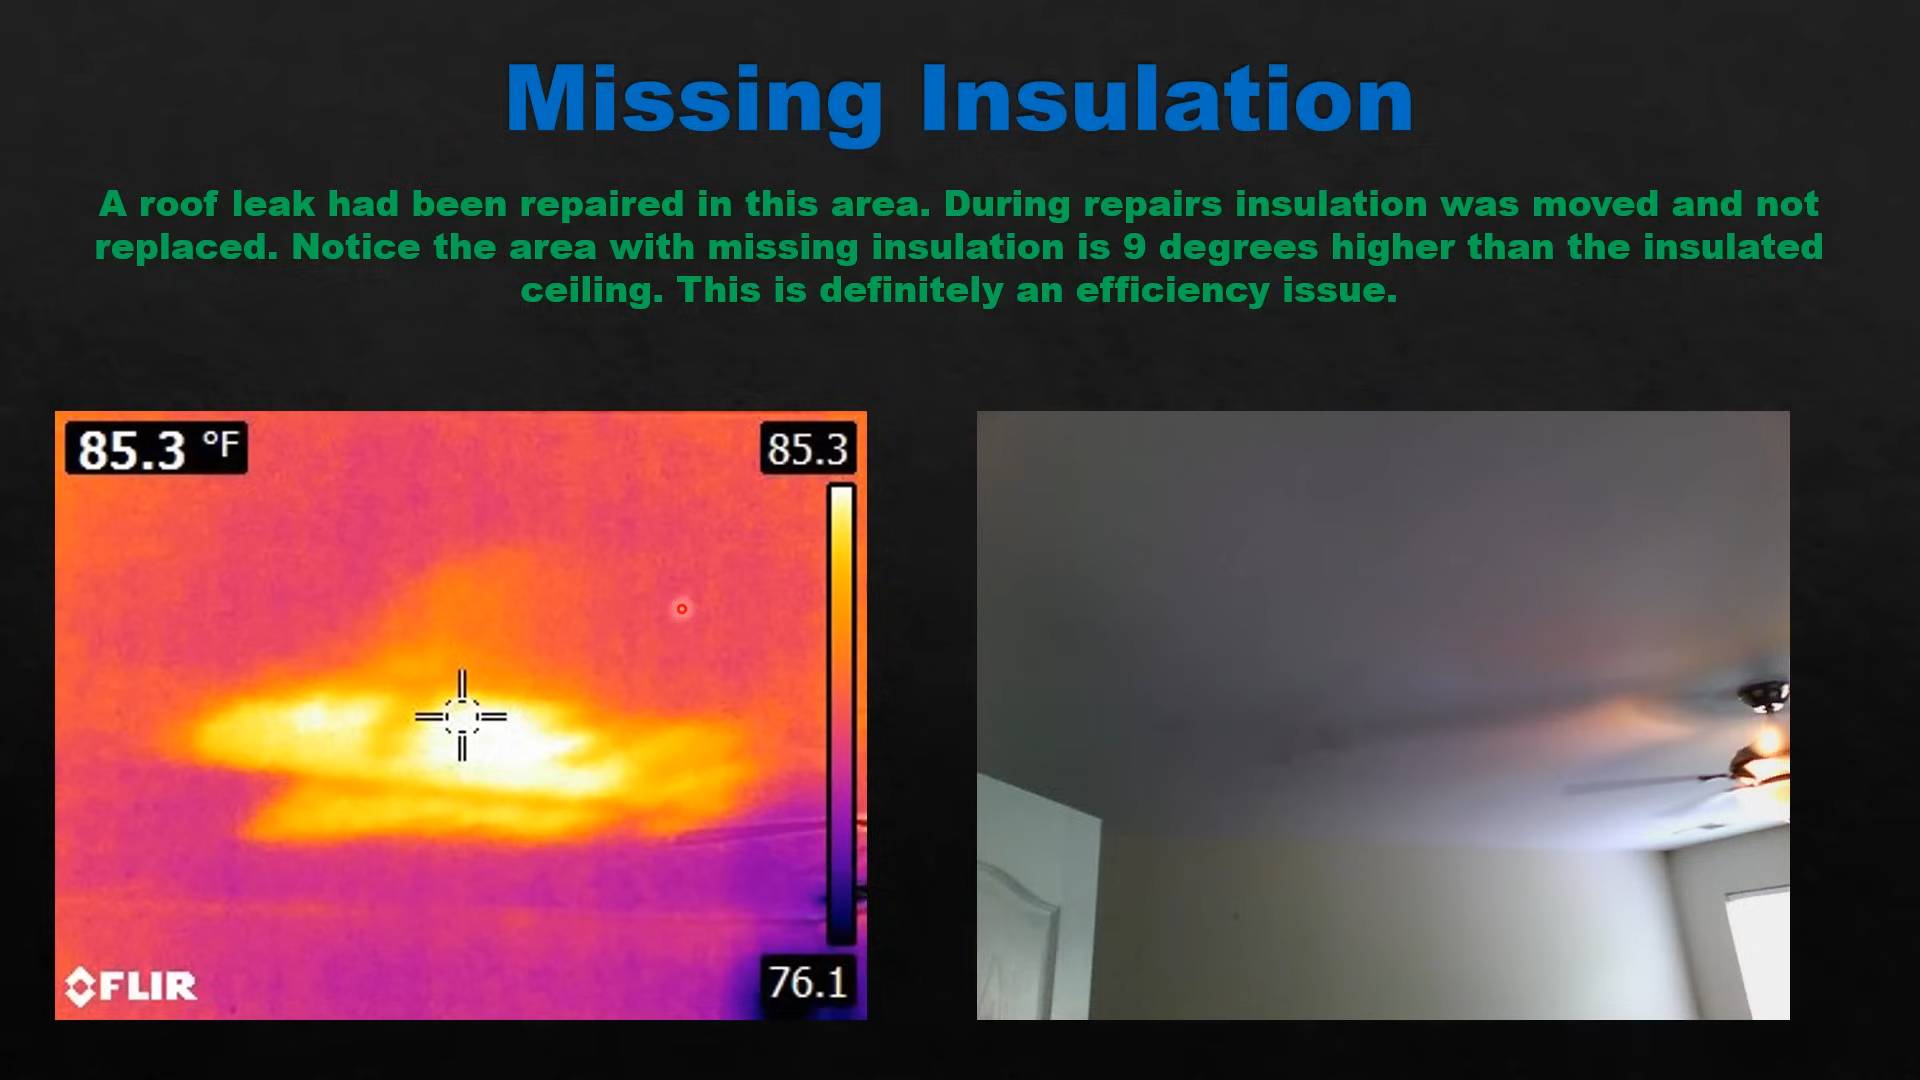 Missing Insulation
A roof leak had been repaired in this area. During repairs insulation was moved and not
replaced. Notice the area with missing insulation is 9 degrees higher than the insulated
ceiling. This is definitely an efficiency issue.
85.3 °F
85.3
76.1
FLIR